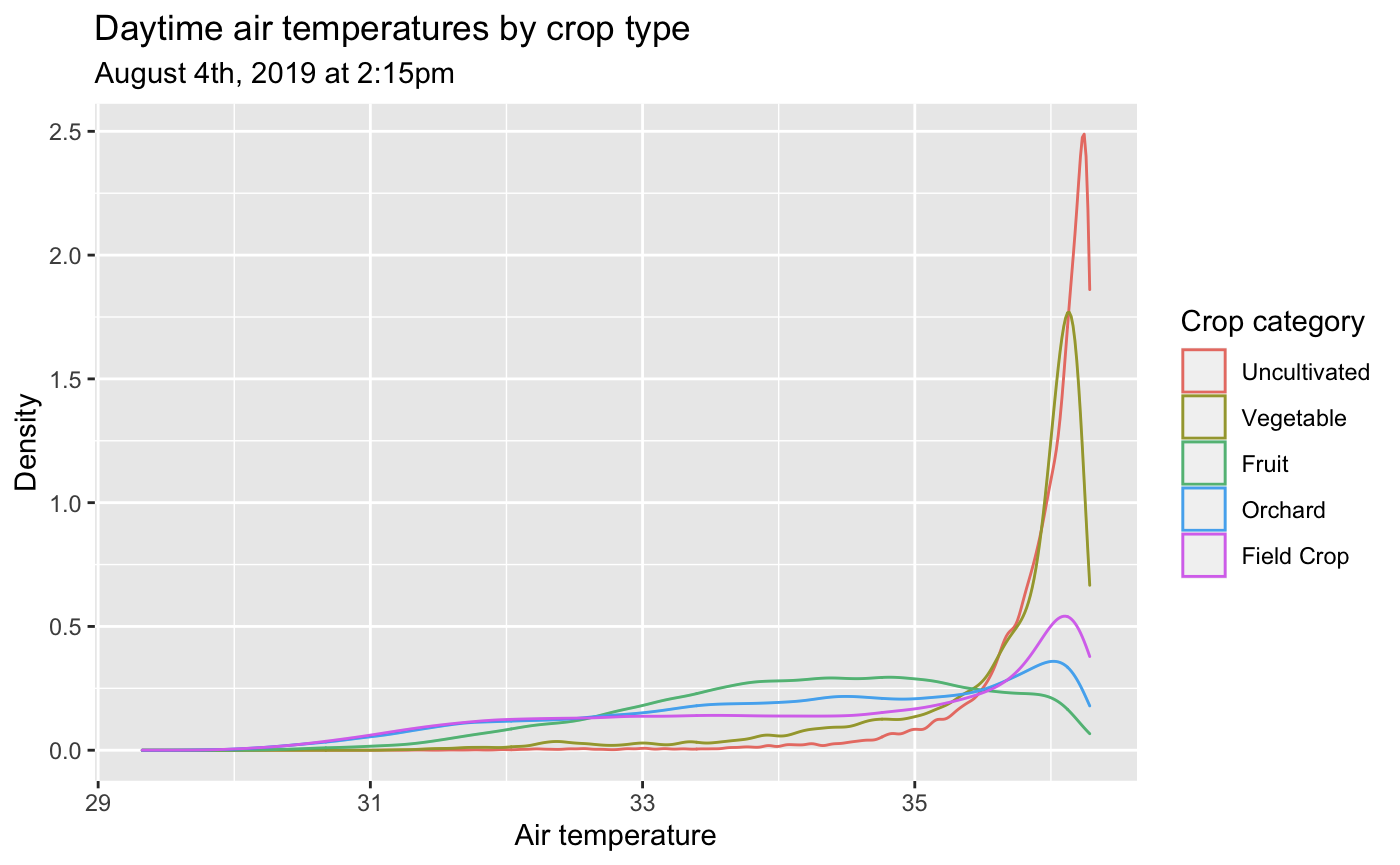 Daytime air temperatures by crop type
August 4th, 2019 at 2:15pm
2.5
2.0
1.5
1.0
0.5
0.0
Density
29 31 33 35
Air temperature
Crop category
Uncultivated
Vegetable
Fruit
Orchard
Field Crop